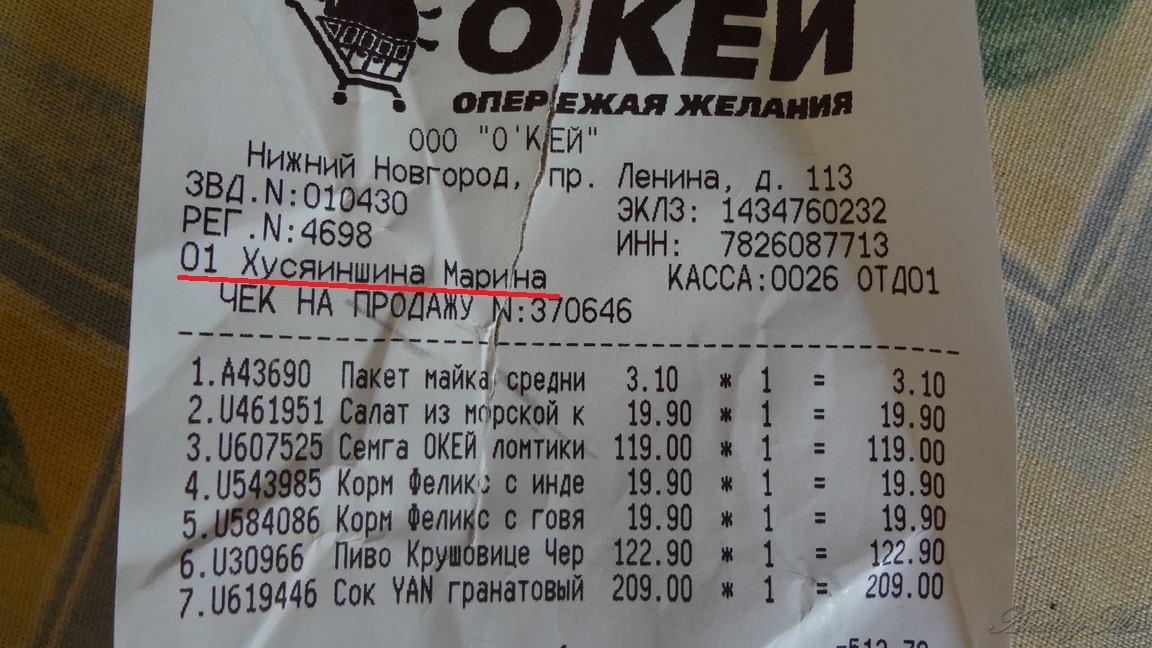 О'КЕЙ
ОПЕРЕЖАЯ ЖЕЛАНИЯ
ООО "О'КЕЙ"
Нижний Новгород, пр. Ленина, д. 113
ЗВД.N:010430 ЭКЛЗ: 1434760232
РЕГ.N:4698 ИНН: 7826087713
01 Хусяиншина Марина КАССА:0026 ОТД01
ЧЕК НА ПРОДАЖУ N:370646
1.A43690 Пакет майка средни 3.10 * 1 = 3.10
2.U461951 Салат из морской к 19.90 * 1 = 19.90
3.U607525 Семга ОКЕЙ ломтики 119.00 * 1 = 119.00
4.U543985 Корм Феликс с инде 19.90 * 1 = 19.90
5.U584086 Корм Феликс с говя 19.90 * 1 = 19.90
6.U30966 Пиво Крушовице Чер 122.90 * 1 = 122.90
7.U619446 Сок YAN гранатовый 209.00 * 1 = 209.00